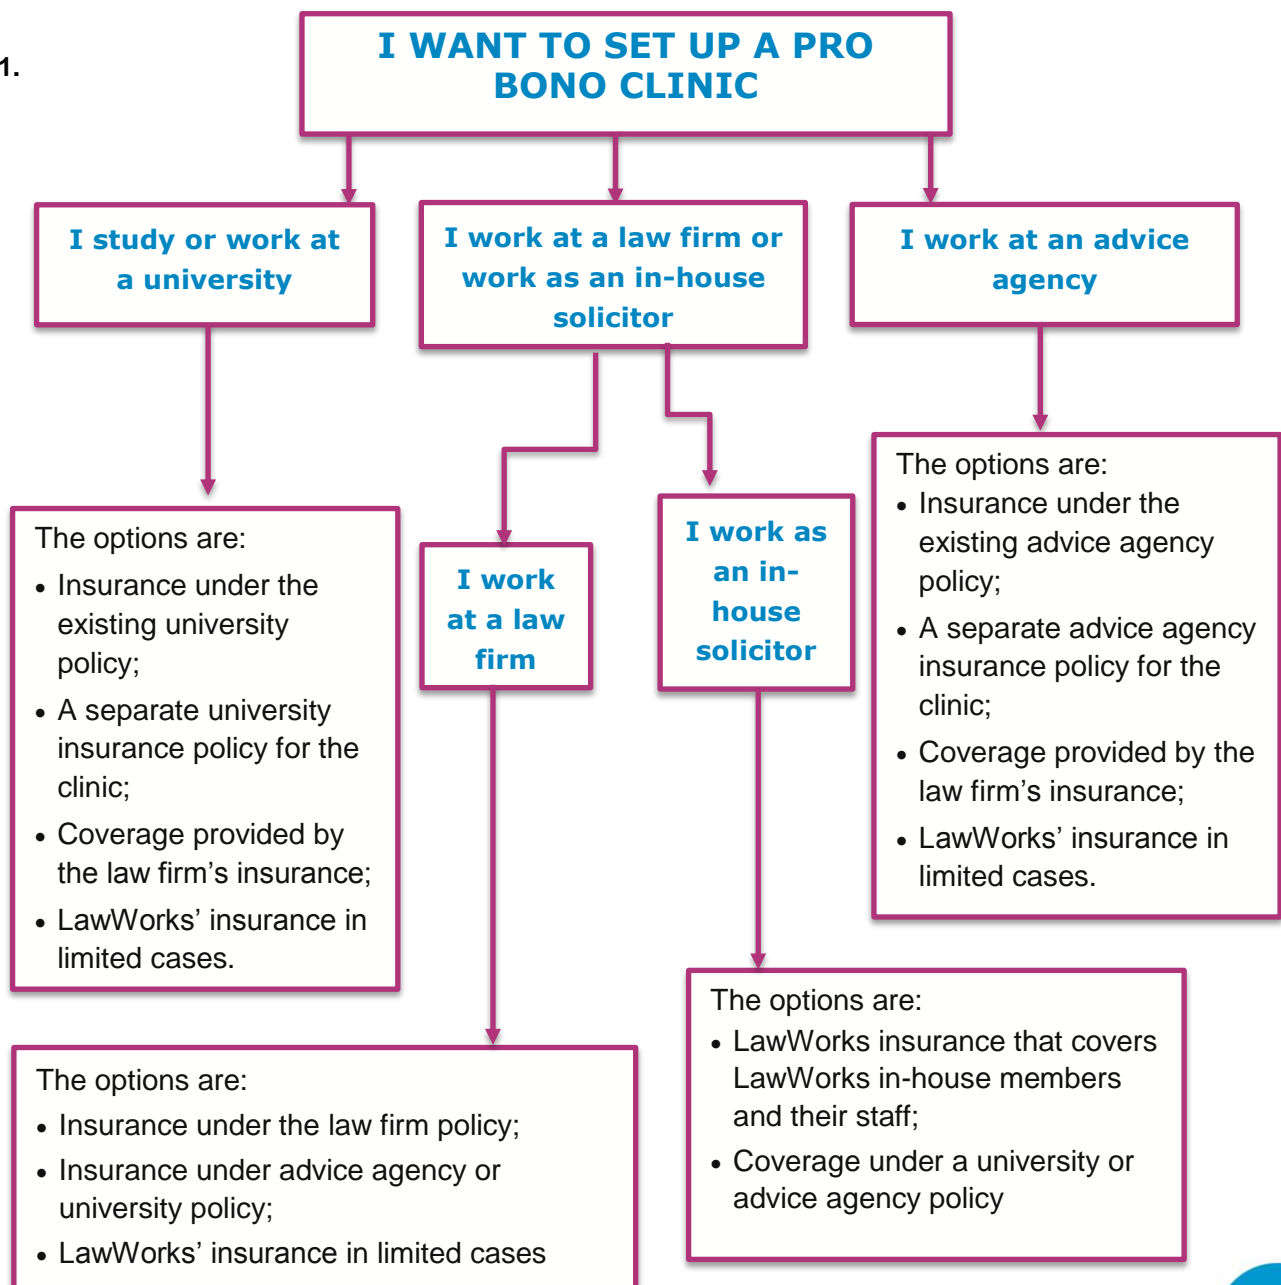 1.
I WANT TO SET UP A PRO
BONO CLINIC
I study or work at
a university
I work at a law firm or
work as an in-house
solicitor
I work at an advice
agency
The options are:
• Insurance under the
existing university
policy;
• A separate university
insurance policy for the
clinic;
• Coverage provided by
the law firm’s insurance;
• LawWorks’ insurance in
limited cases.
I work
at a law
firm
I work as
an in-
house
solicitor
The options are:
• Insurance under the
existing advice agency
policy;
• A separate advice agency
insurance policy for the
clinic;
• Coverage provided by the
law firm’s insurance;
• LawWorks’ insurance in
limited cases.
The options are:
• Insurance under the law firm policy;
• Insurance under advice agency or
university policy;
• LawWorks’ insurance in limited cases
The options are:
• LawWorks insurance that covers
LawWorks in-house members
and their staff;
• Coverage under a university or
advice agency policy